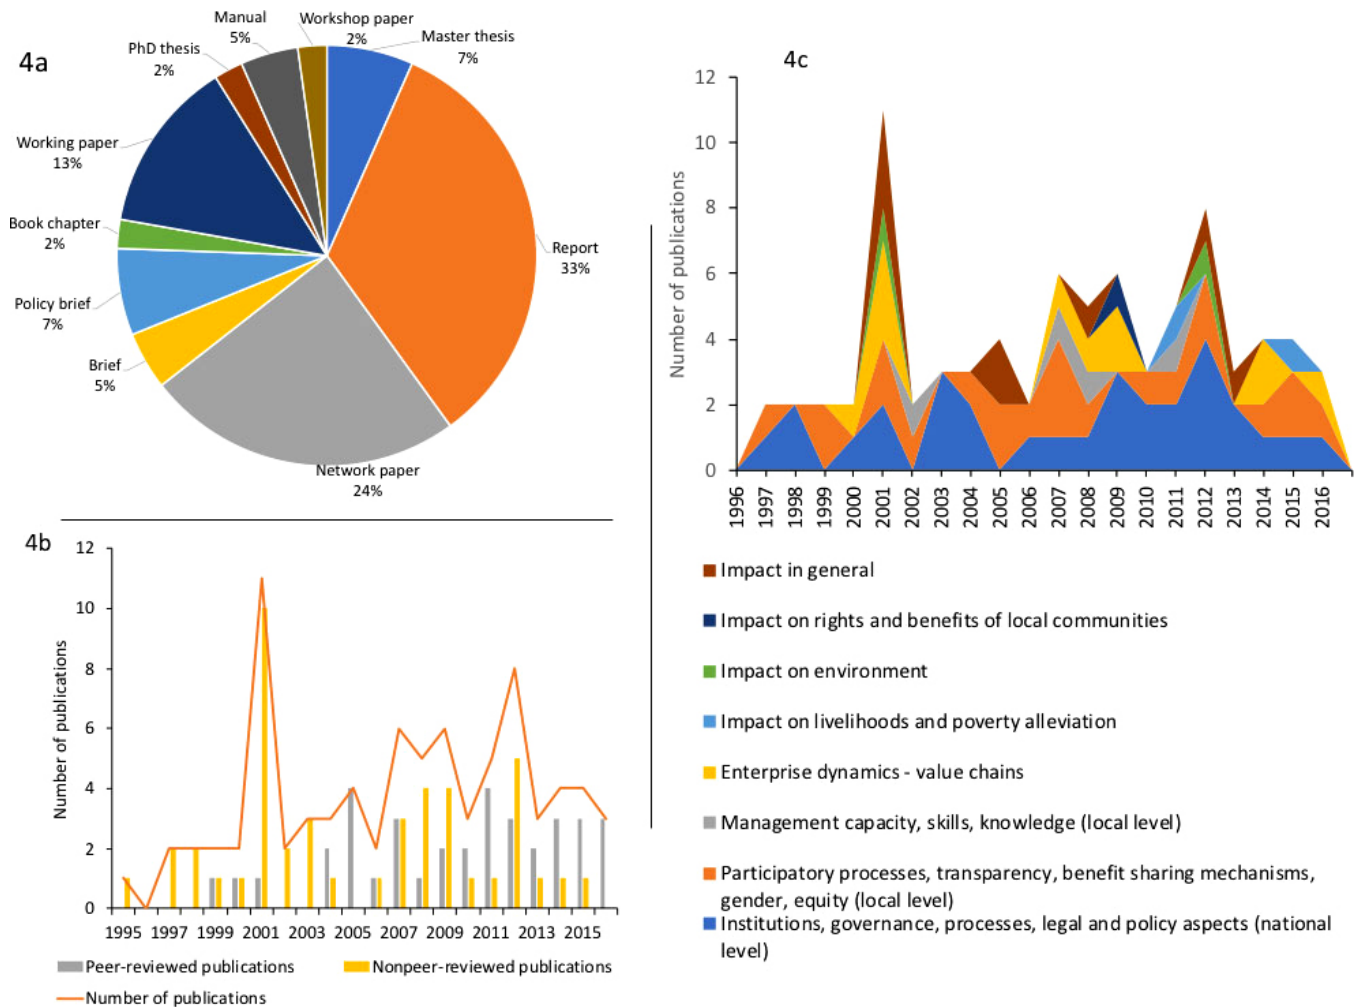 4a
Manual
5%
Workshop paper
2%
Master thesis
7%
PhD thesis
2%
Working paper
13%
Book chapter
2%
Policy brief
7%
Brief
5%
Network paper
24%
Report
33%
4b
Number of publications
12
10
8
6
4
2
0
1995 1997 1999 2001 2003 2005 2007 2009 2011 2013 2015
Peer-reviewed publications Nonpeer-reviewed publications
Number of publications
4c
Number of publications
12
10
8
6
4
2
0
1996 1997 1998 1999 2000 2001 2002 2003 2004 2005 2006 2007 2008 2009 2010 2011 2012 2013 2014 2015 2016
Impact in general
Impact on rights and benefits of local communities
Impact on environment
Impact on livelihoods and poverty alleviation
Enterprise dynamics - value chains
Management capacity, skills, knowledge (local level)
Participatory processes, transparency, benefit sharing mechanisms,
gender, equity (local level)
Institutions, governance, processes, legal and policy aspects (national
level)